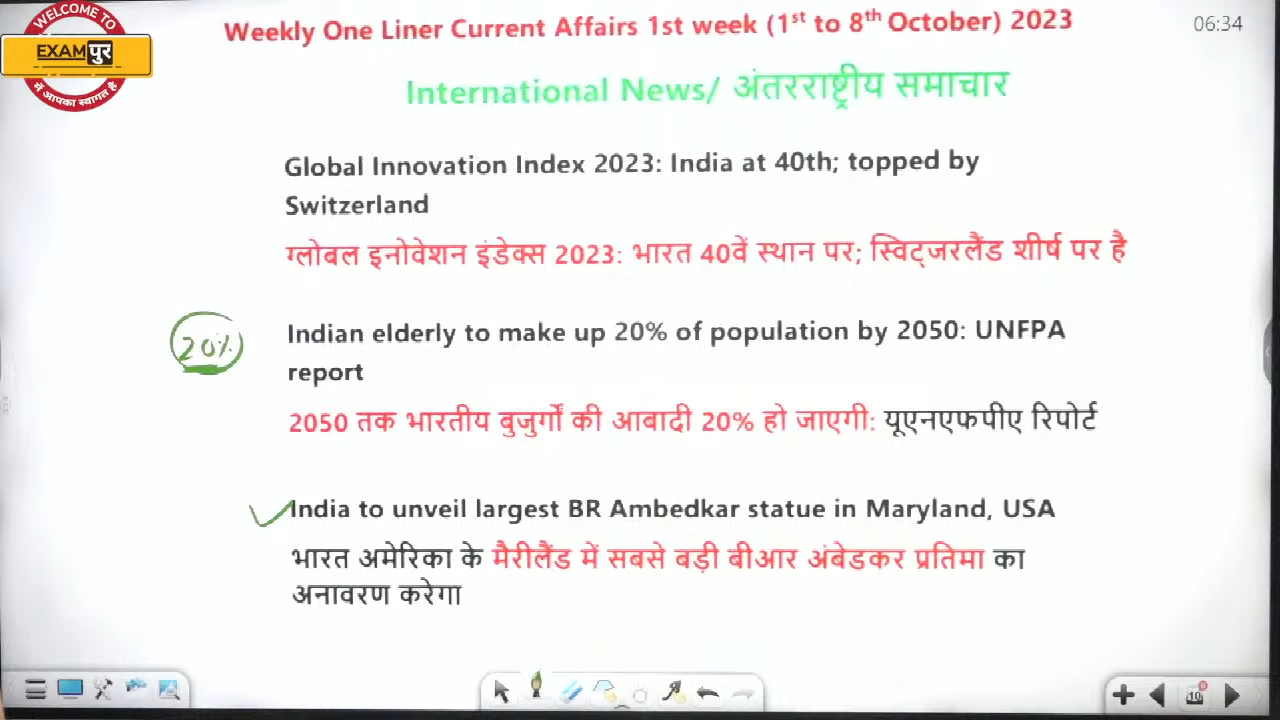 WELCOME TO
EXAMपुर
में आपका स्वागत है
Weekly One Liner Current Affairs 1st week (1st to 8th October) 2023
06:34
International News/ अंतरराष्ट्रीय समाचार
Global Innovation Index 2023: India at 40th; topped by
Switzerland
ग्लोबल इनोवेशन इंडेक्स 2023: भारत 40वें स्थान पर; स्विट्जरलैंड शीर्ष पर है
20%
Indian elderly to make up 20% of population by 2050: UNFPA
report
2050 तक भारतीय बुजुर्गों की आबादी 20% हो जाएगी: यूएनएफपीए रिपोर्ट
India to unveil largest BR Ambedkar statue in Maryland, USA
भारत अमेरिका के मैरीलैंड में सबसे बड़ी बीआर अंबेडकर प्रतिमा का
अनावरण करेगा
10